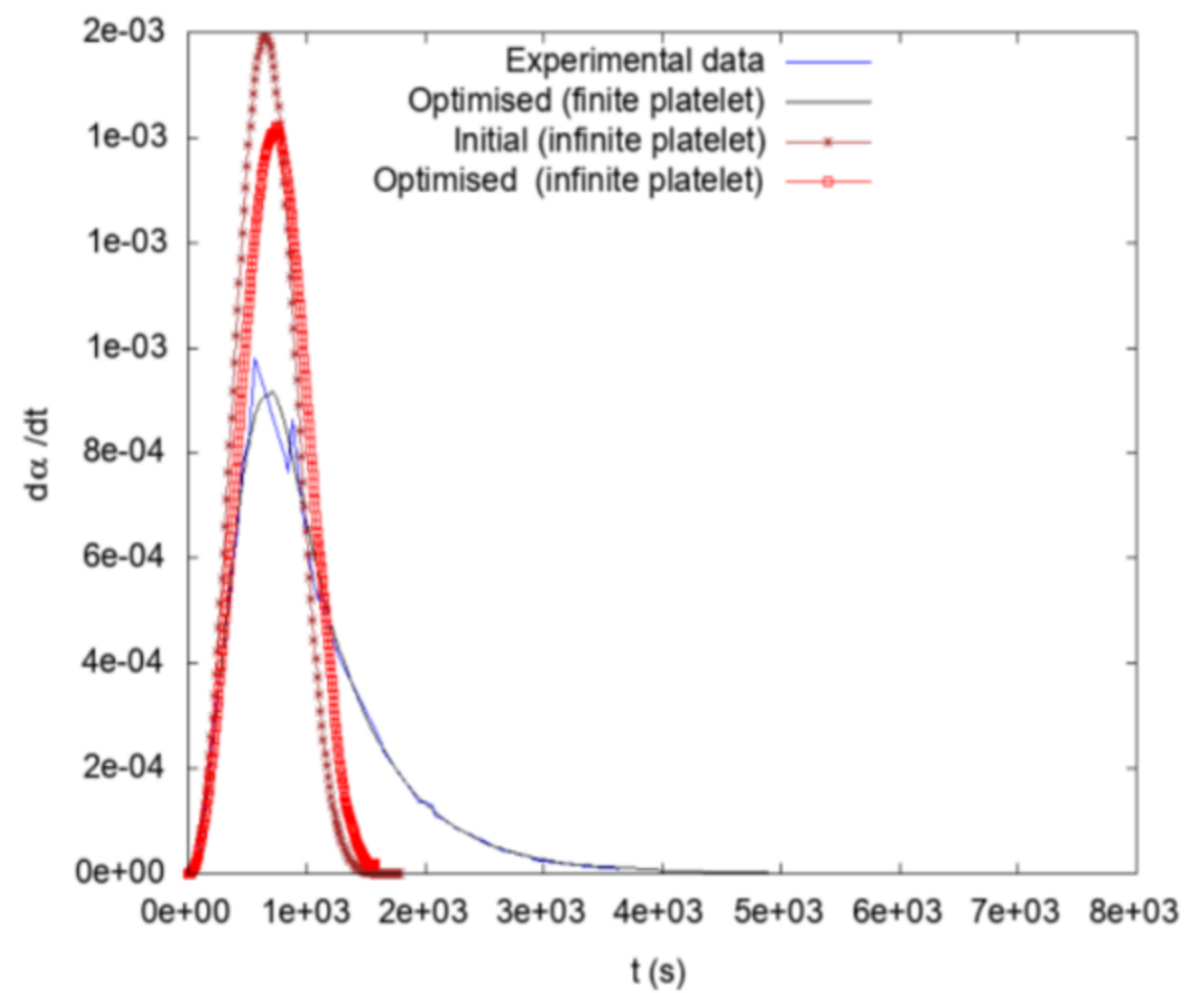 2e-03
1e-03
1e-03
1e-03
8e-04
6e-04
4e-04
2e-04
0e+00
dα /dt
Experimental data
Optimised (finite platelet)
Initial (infinite platelet)
Optimised (infinite platelet)
0e+00 1e+03 2e+03 3e+03 4e+03 5e+03 6e+03 7e+03 8e+03
t (s)